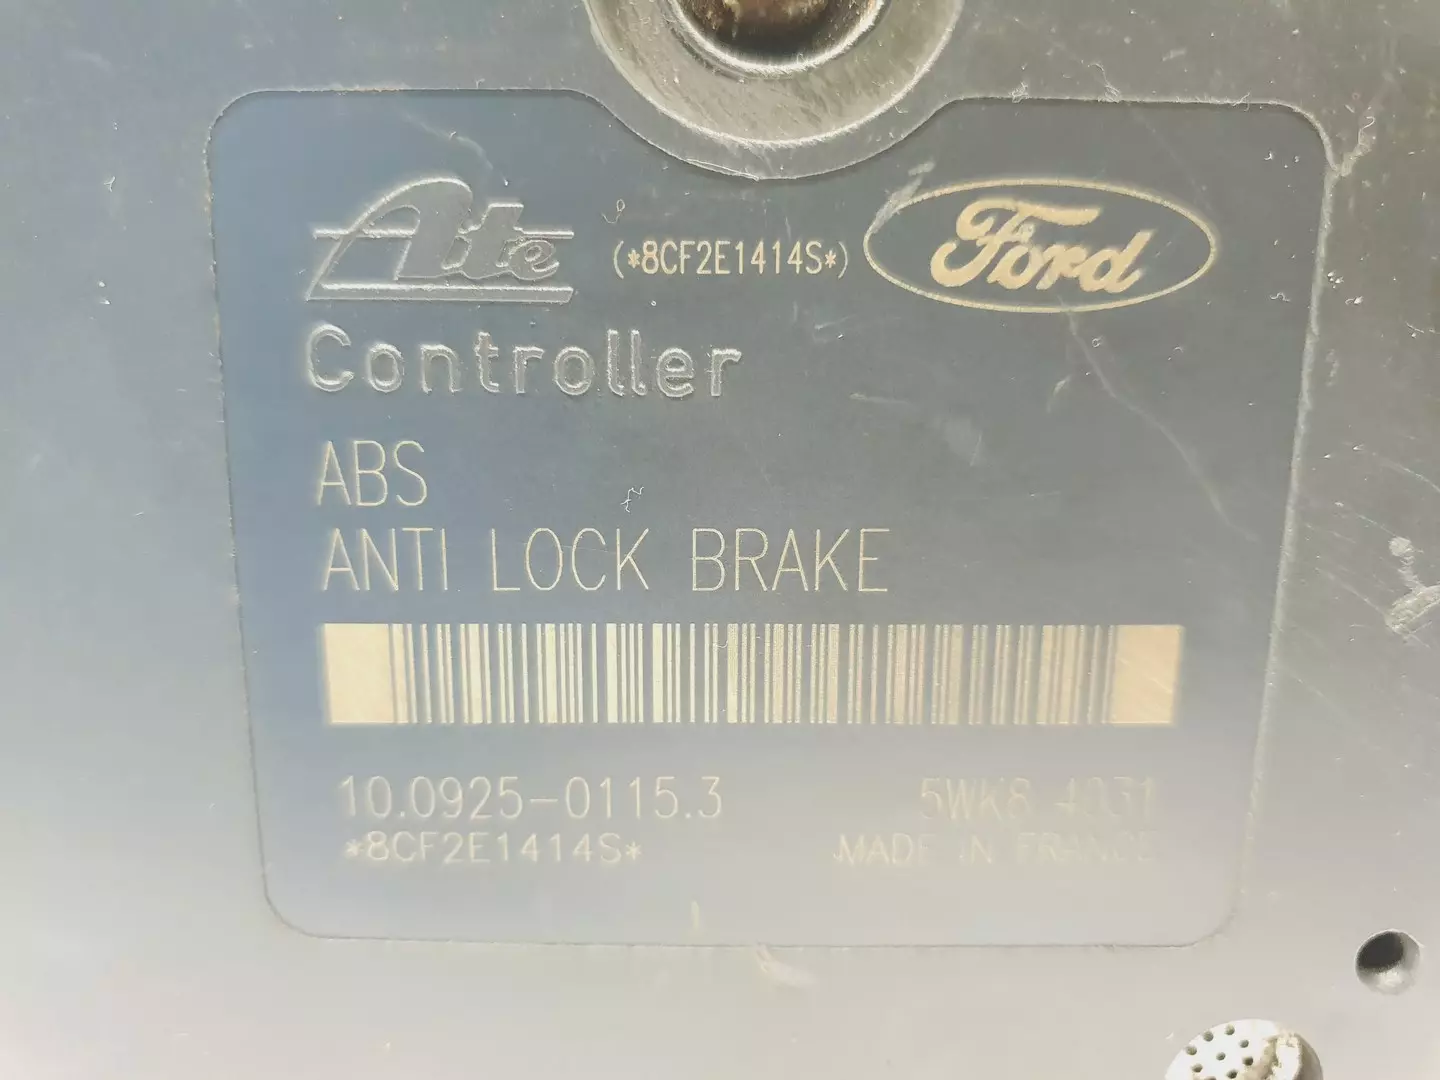 Ate (*8CF2E1414S*) Ford
Controller
ABS
ANTI LOCK BRAKE
10.0925-0115.3 5WK8 4031
*8CF2E1414S* MADE IN FRANCE